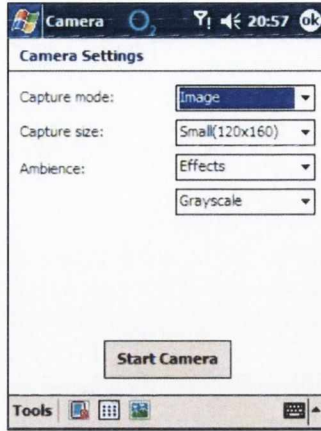 Camera O2 20:57 ok
Camera Settings
Capture mode: Image
Capture size: Small(120x160)
Ambience: Effects
Grayscale
Start Camera
Tools